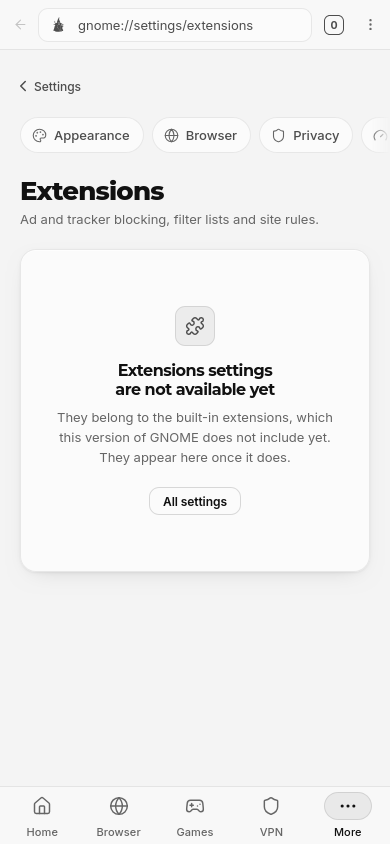 gnome://settings/extensions
0
Settings
Appearance
Browser
Privacy
Extensions
Ad and tracker blocking, filter lists and site rules.
Extensions settings
are not available yet
They belong to the built-in extensions, which
this version of GNOME does not include yet.
They appear here once it does.
All settings
Home
Browser
Games
VPN
More